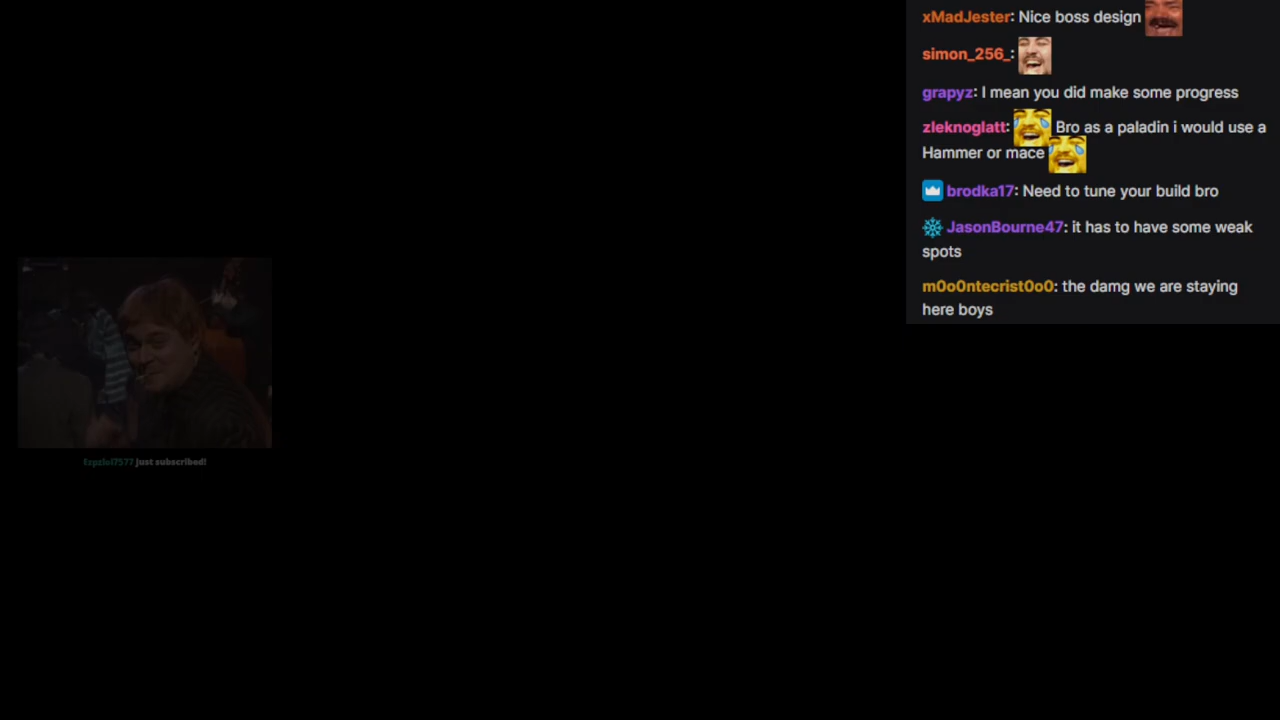 xMadJester: Nice boss design
simon_256_:
grapyz: I mean you did make some progress
zleknoglatt: Bro as a paladin i would use a
Hammer or mace
brodka17: Need to tune your build bro
JasonBourne47: it has to have some weak
spots
m0o0ntecrist0o0: the damg we are staying
here boys
just subscribed!